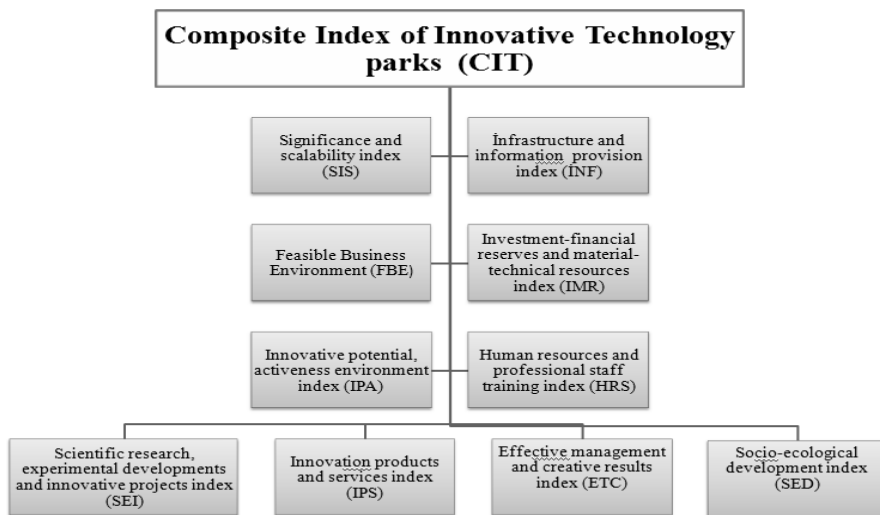 Composite Index of Innovative Technology
parks (CIT)
Significance and
scalability index
(SIS)
İnfrastructure and
information provision
index (İNF)
Feasible Business
Environment (FBE)
Investment-financial
reserves and material-
technical resources
index (IMR)
Innovative potential,
activeness environment
index (IPA)
Human resources and
professional staff
training index (HRS)
Scientific research,
experimental developments
and innovative projects index
(SEI)
Innovation products
and services index
(IPS)
Effective management
and creative results
index (ETC)
Socio-ecological
development index
(SED)